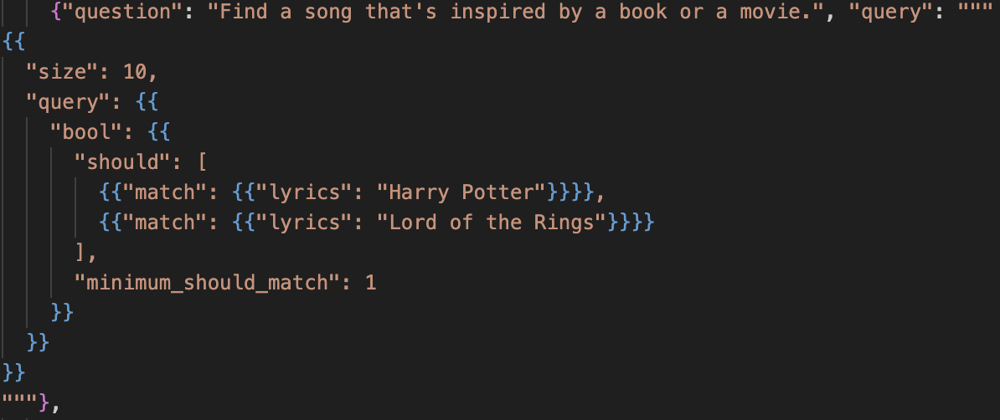 {"question": "Find a song that's inspired by a book or a movie.", "query": """
{{
  "size": 10,
  "query": {{
    "bool": {{
      "should": [
        {{"match": {{"lyrics": "Harry Potter"}}}},
        {{"match": {{"lyrics": "Lord of the Rings"}}}}
      ],
      "minimum_should_match": 1
    }}
  }}
}}
"""},